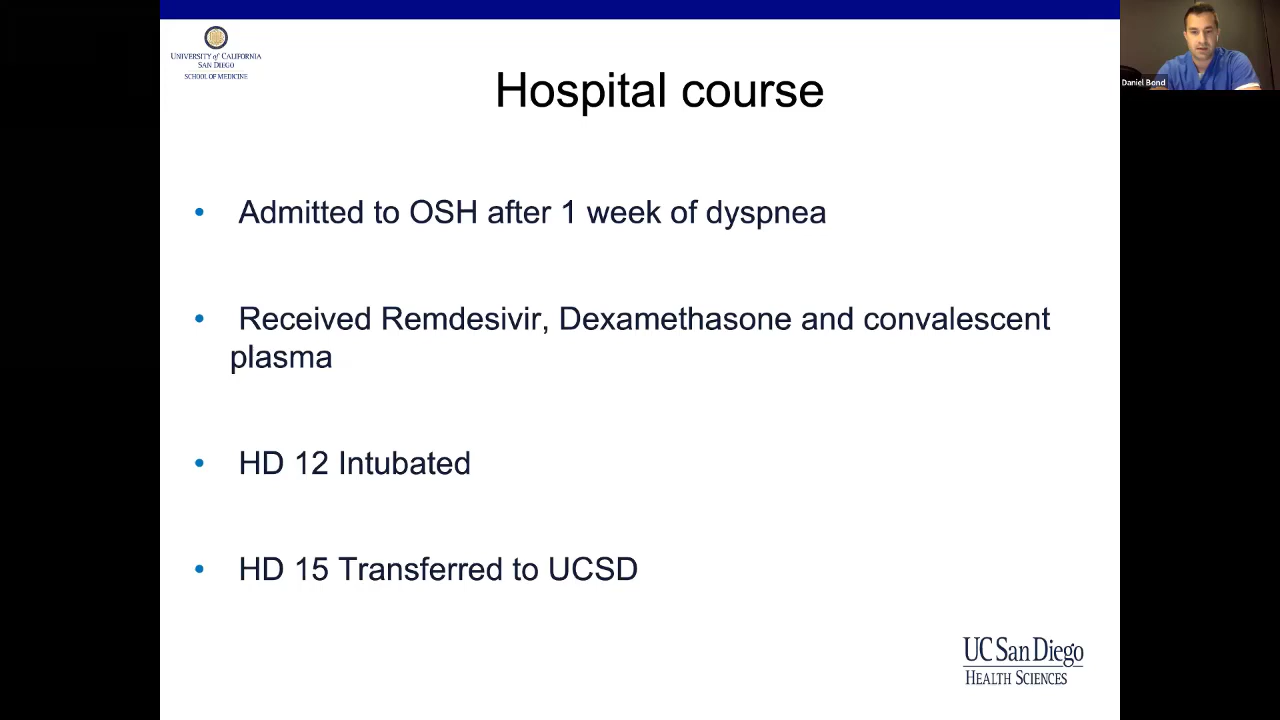 UNIVERSITY of CALIFORNIA
SAN DIEGO
SCHOOL OF MEDICINE
Daniel Bond
Hospital course
• Admitted to OSH after 1 week of dyspnea
• Received Remdesivir, Dexamethasone and convalescent
plasma
• HD 12 Intubated
• HD 15 Transferred to UCSD
UC San Diego
HEALTH SCIENCES